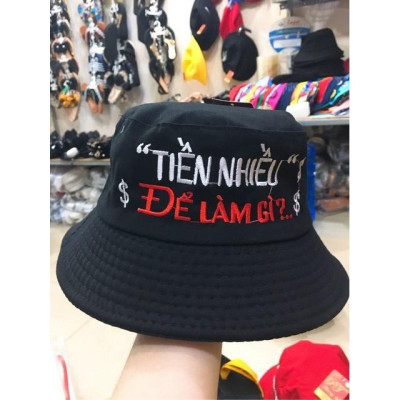 “TIỀN NHIỀU“
$ ĐỂ LÀM GÌ?... $